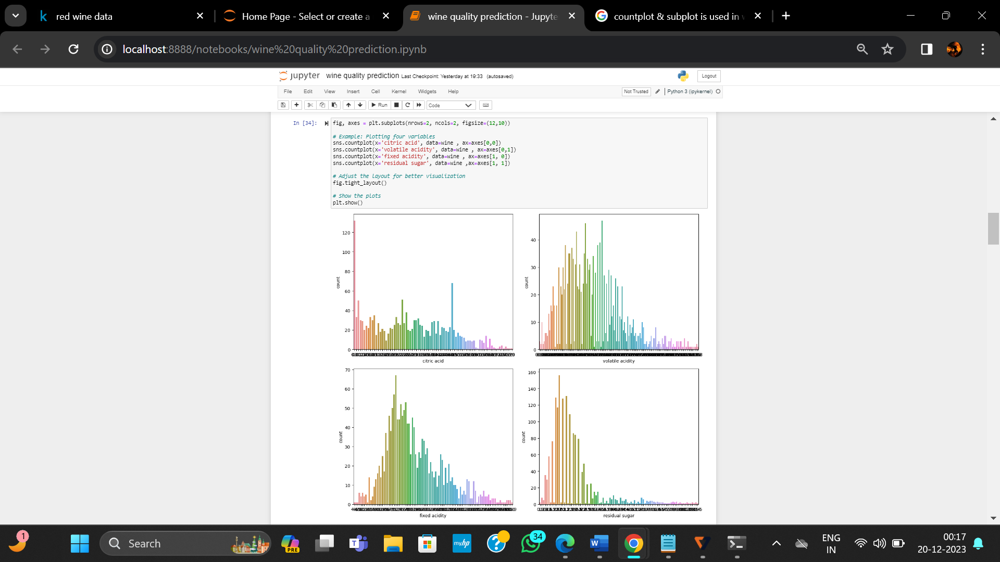 red wine data
Home Page - Select or create a
wine quality prediction - Jupyte
countplot & subplot is used in w
localhost:8888/notebooks/wine%20quality%20prediction.ipynb
jupyter wine quality prediction Last Checkpoint: Yesterday at 19:33 (autosaved)
Logout
File Edit View Insert Cell Kernel Widgets Help
Not Trusted
Python 3 (ipykernel)
Run
Code
In [34]:
fig, axes = plt.subplots(nrows=2, ncols=2, figsize=(12,10))
# Example: Plotting four variables
sns.countplot(x='citric acid', data=wine , ax=axes[0,0])
sns.countplot(x='volatile acidity', data=wine , ax=axes[0,1])
sns.countplot(x='fixed acidity', data=wine , ax=axes[1, 0])
sns.countplot(x='residual sugar', data=wine ,ax=axes[1, 1])
# Adjust the layout for better visualization
fig.tight_layout()
# Show the plots
plt.show()
120
100
80
60
40
20
0
count
citric acid
40
30
20
10
0
count
volatile acidity
70
60
50
40
30
20
10
0
count
fixed acidity
160
140
120
100
80
60
40
20
0
count
residual sugar
1
Search
PRE
T
myhp
?
34
W
ENG
IN
00:17
20-12-2023